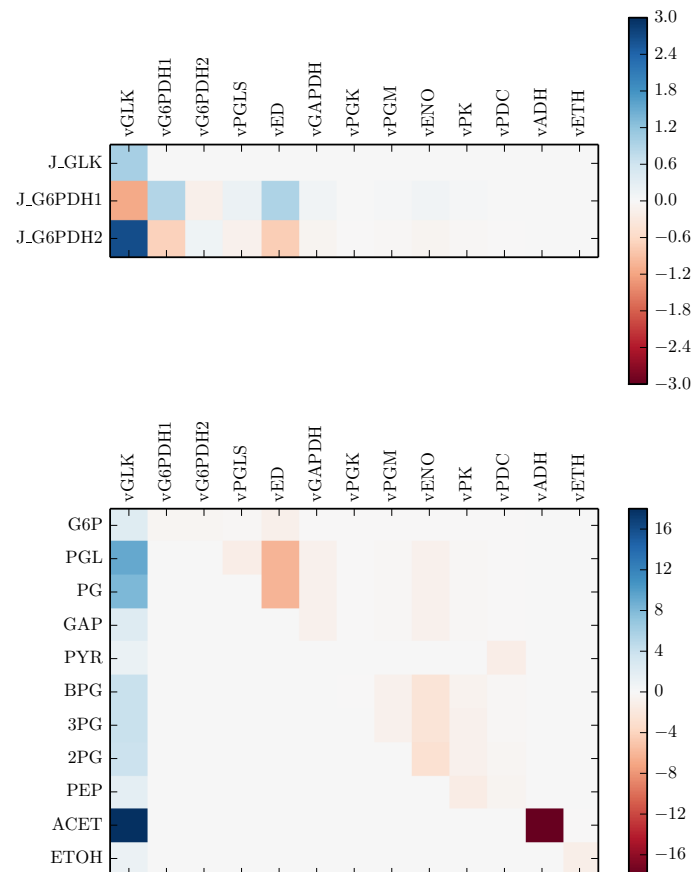 3.0
2.4
1.8
1.2
0.6
0.0
−0.6
−1.2
−1.8
−2.4
−3.0
vGLK
vG6PDH1
vG6PDH2
vPGLS
vED
vGAPDH
vPGK
vPGM
vENO
vPK
vPDC
vADH
vETH
J_GLK
J_G6PDH1
J_G6PDH2
vGLK
vG6PDH1
vG6PDH2
vPGLS
vED
vGAPDH
vPGK
vPGM
vENO
vPK
vPDC
vADH
vETH
G6P
PGL
PG
GAP
PYR
BPG
3PG
2PG
PEP
ACET
ETOH
16
12
8
4
0
−4
−8
−12
−16